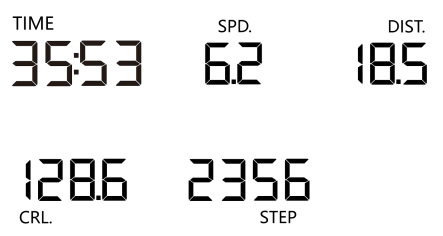 TIME SPD. DIST.
35:53 6.2 18.5
128.6 2356
CRL. STEP